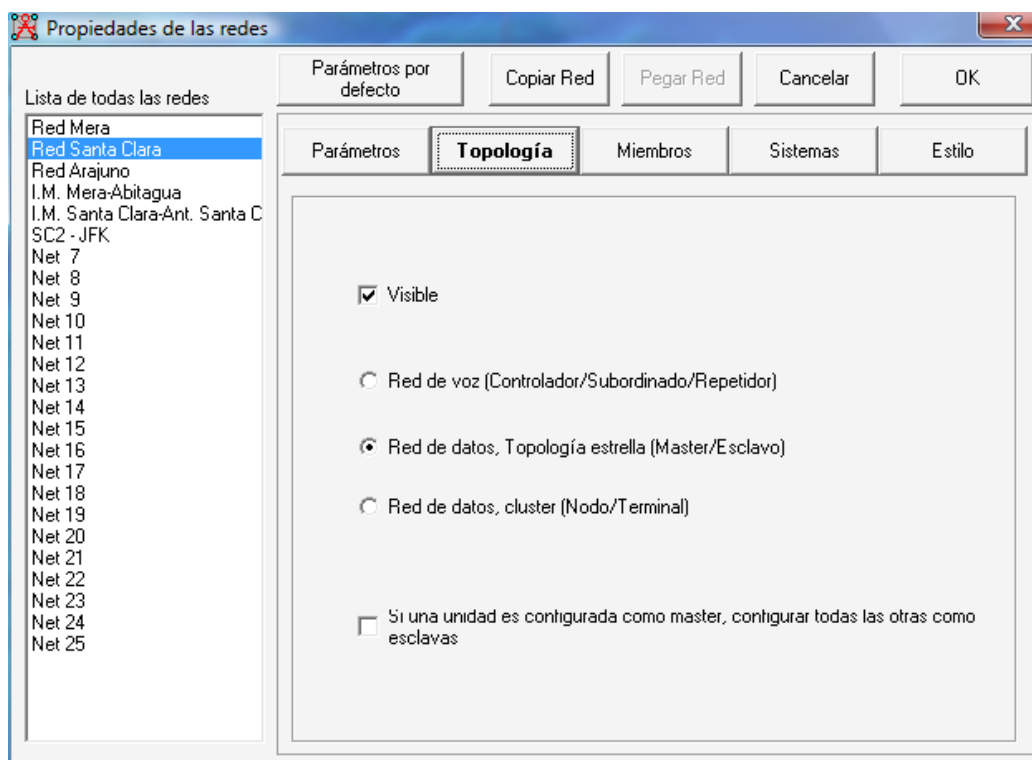 Propiedades de las redes
Parámetros por
defecto
Copiar Red
Pegar Red
Cancelar
OK
Lista de todas las redes
Red Mera
Red Santa Clara
Red Arajuno
I.M. Mera-Abitagua
I.M. Santa Clara-Ant. Santa C
SC2 - JFK
Net 7
Net 8
Net 9
Net 10
Net 11
Net 12
Net 13
Net 14
Net 15
Net 16
Net 17
Net 18
Net 19
Net 20
Net 21
Net 22
Net 23
Net 24
Net 25
Parámetros
Topología
Miembros
Sistemas
Estilo
Visible
Red de voz (Controlador/Subordinado/Repetidor)
Red de datos, Topología estrella (Master/Esclavo)
Red de datos, cluster (Nodo/Terminal)
Si una unidad es configurada como master, configurar todas las otras como
esclavas